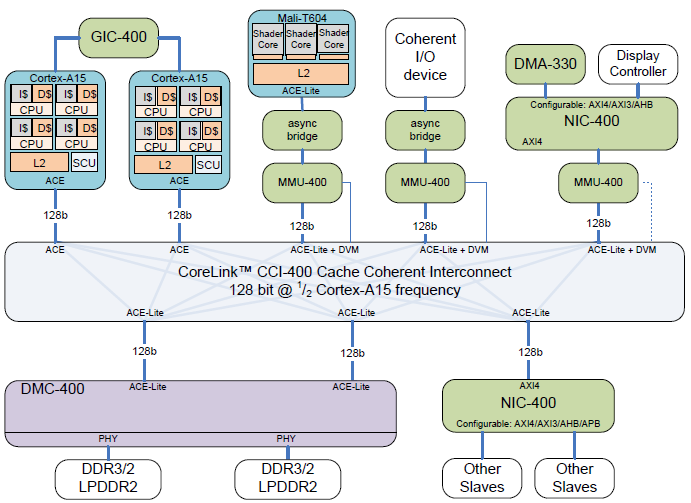 GIC-400
Mali-T604
Shader Core
Shader Core
Shader Core
L2
ACE-Lite
Coherent
I/O
device
DMA-330
Display
Controller
Cortex-A15
I$ D$ I$ D$
CPU CPU
I$ D$ I$ D$
CPU CPU
L2 SCU
ACE
Cortex-A15
I$ D$ I$ D$
CPU CPU
I$ D$ I$ D$
CPU CPU
L2 SCU
ACE
async
bridge
async
bridge
Configurable: AXI4/AXI3/AHB
NIC-400
AXI4
MMU-400
MMU-400
MMU-400
128b 128b 128b 128b 128b
ACE ACE ACE-Lite + DVM ACE-Lite + DVM ACE-Lite + DVM
CoreLink™ CCI-400 Cache Coherent Interconnect
128 bit @ 1/2 Cortex-A15 frequency
ACE-Lite ACE-Lite ACE-Lite
128b 128b 128b
DMC-400
ACE-Lite ACE-Lite
PHY PHY
AXI4
NIC-400
Configurable: AXI4/AXI3/AHB/APB
DDR3/2
LPDDR2
DDR3/2
LPDDR2
Other
Slaves
Other
Slaves